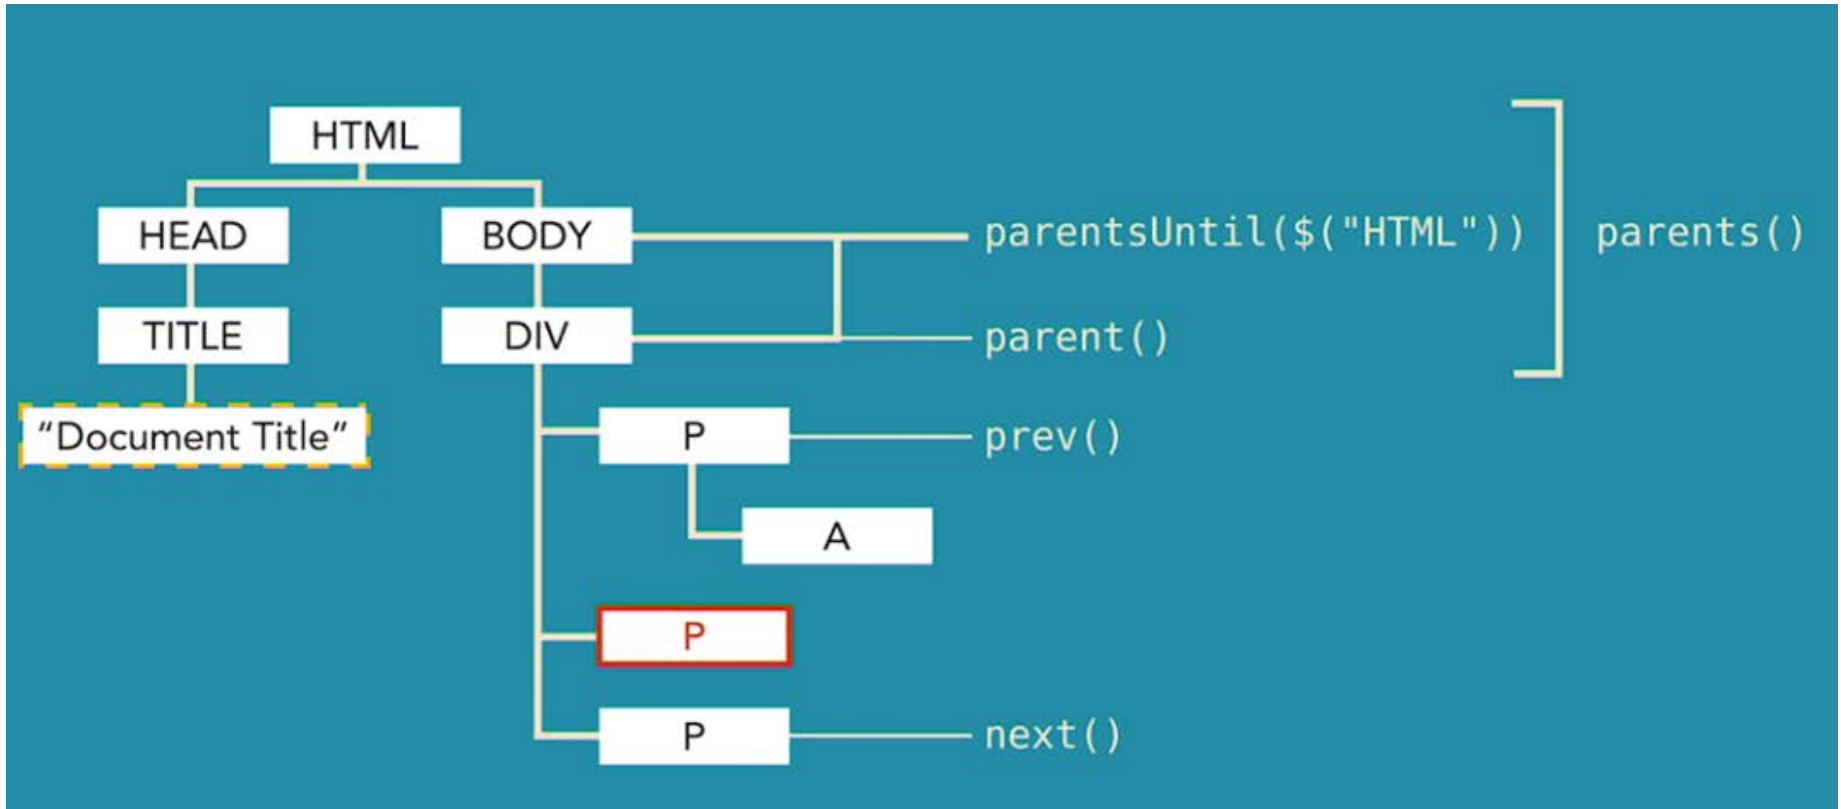 HTML
HEAD
BODY
parentsUntil($("HTML"))
parents()
TITLE
DIV
parent()
“Document Title”
P
prev()
A
P
P
next()